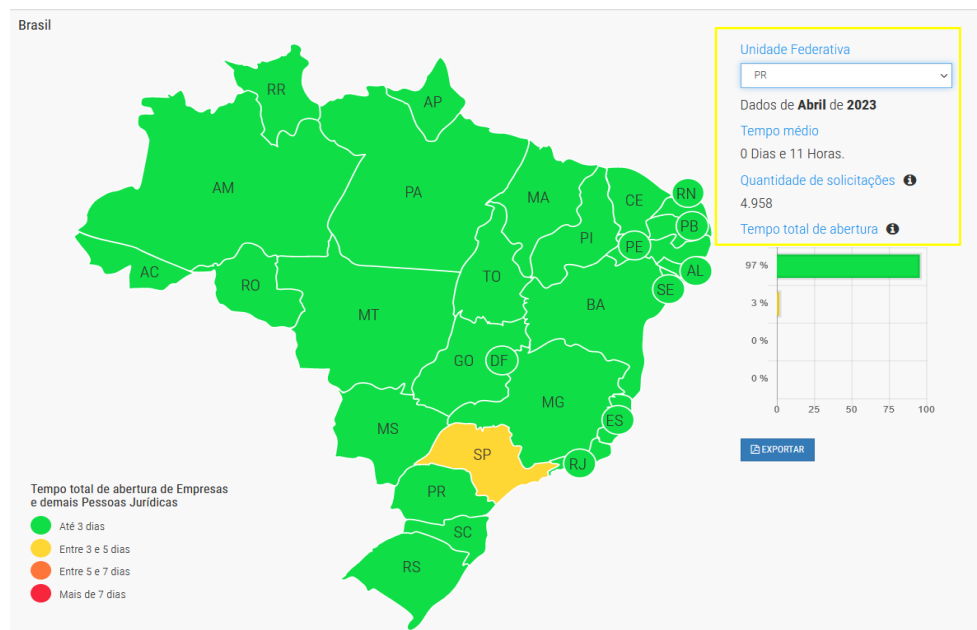 Brasil
Unidade Federativa
PR
Dados de Abril de 2023
Tempo médio
0 Dias e 11 Horas.
Quantidade de solicitações
4.958
Tempo total de abertura
97 %
3 %
0 %
0 %
0 25 50 75 100
EXPORTAR
RR
AP
AM
PA
MA
CE
RN
PB
PI
PE
AC
RO
TO
AL
SE
BA
MT
GO
DF
MG
MS
ES
SP
RJ
PR
SC
RS
Tempo total de abertura de Empresas
e demais Pessoas Jurídicas
Até 3 dias
Entre 3 e 5 dias
Entre 5 e 7 dias
Mais de 7 dias